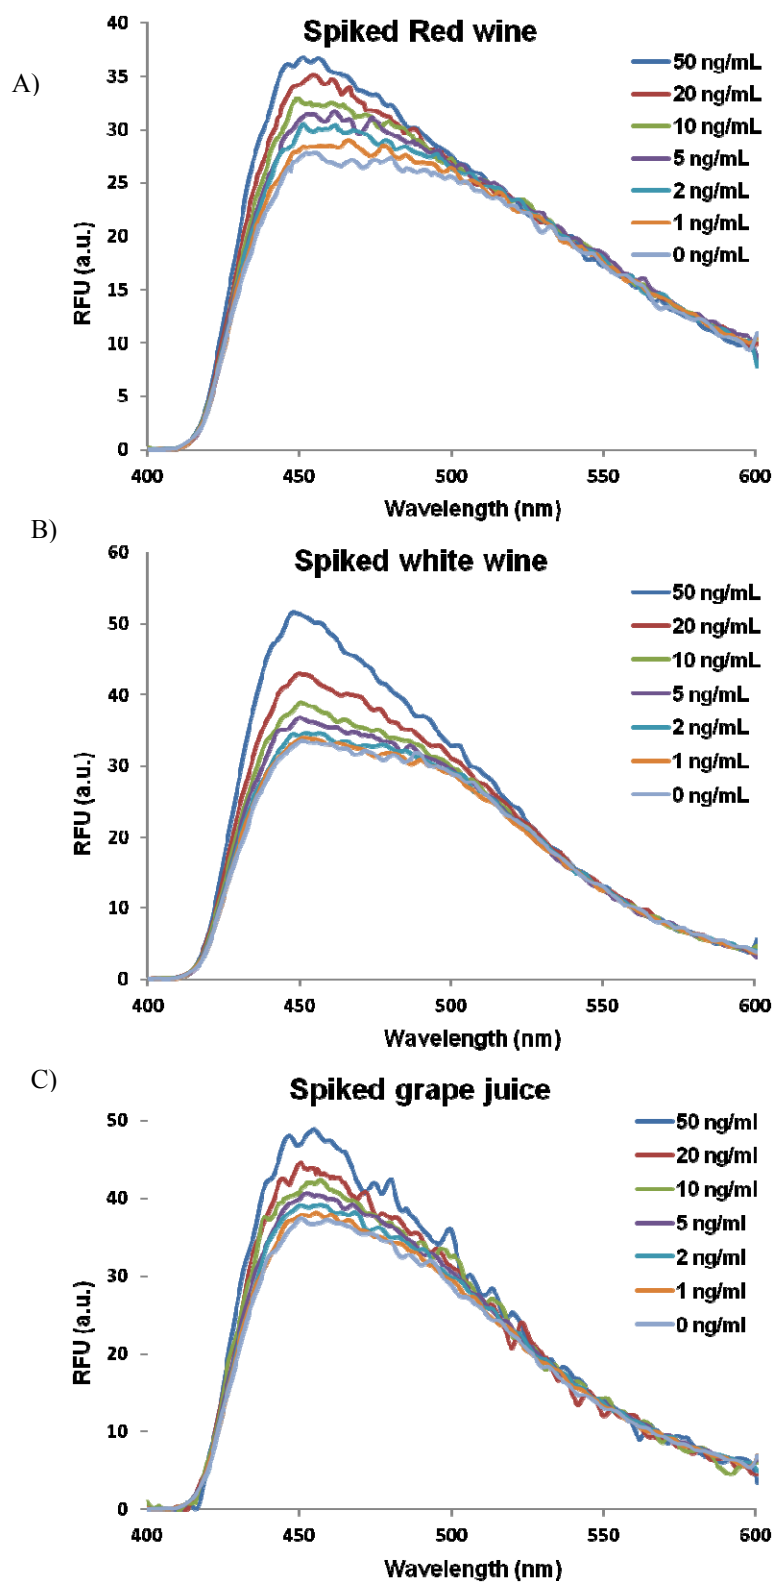 A)
Spiked Red wine
40
35
30
25
20
15
10
5
0
RFU (a.u.)
50 ng/mL
20 ng/mL
10 ng/mL
5 ng/mL
2 ng/mL
1 ng/mL
0 ng/mL
400 450 500 550 600
Wavelength (nm)
B)
Spiked white wine
60
50
40
30
20
10
0
RFU (a.u.)
50 ng/mL
20 ng/mL
10 ng/mL
5 ng/mL
2 ng/mL
1 ng/mL
0 ng/mL
400 450 500 550 600
Wavelength (nm)
C)
Spiked grape juice
50
40
30
20
10
0
RFU (a.u.)
50 ng/ml
20 ng/ml
10 ng/ml
5 ng/ml
2 ng/ml
1 ng/ml
0 ng/ml
400 450 500 550 600
Wavelength (nm)